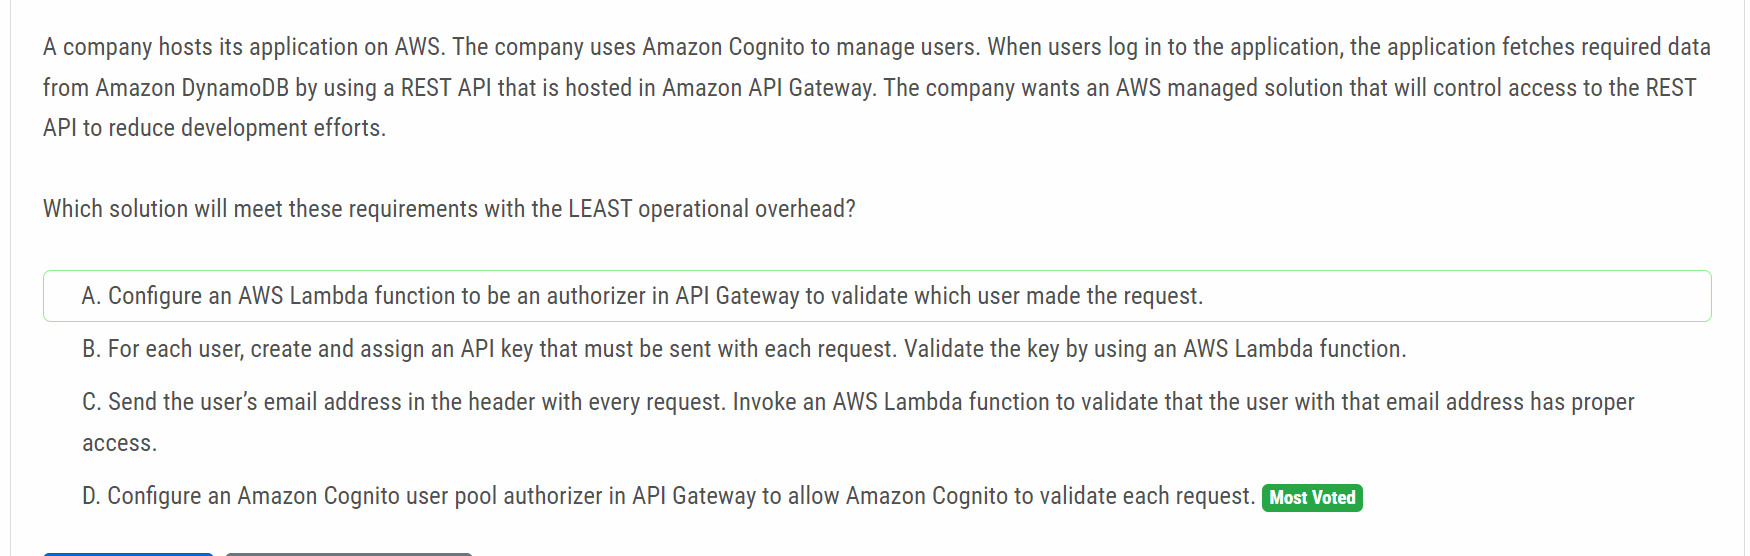 A company hosts its application on AWS. The company uses Amazon Cognito to manage users. When users log in to the application, the application fetches required data
from Amazon DynamoDB by using a REST API that is hosted in Amazon API Gateway. The company wants an AWS managed solution that will control access to the REST
API to reduce development efforts.
Which solution will meet these requirements with the LEAST operational overhead?
A. Configure an AWS Lambda function to be an authorizer in API Gateway to validate which user made the request.
B. For each user, create and assign an API key that must be sent with each request. Validate the key by using an AWS Lambda function.
C. Send the user’s email address in the header with every request. Invoke an AWS Lambda function to validate that the user with that email address has proper
access.
D. Configure an Amazon Cognito user pool authorizer in API Gateway to allow Amazon Cognito to validate each request. Most Voted